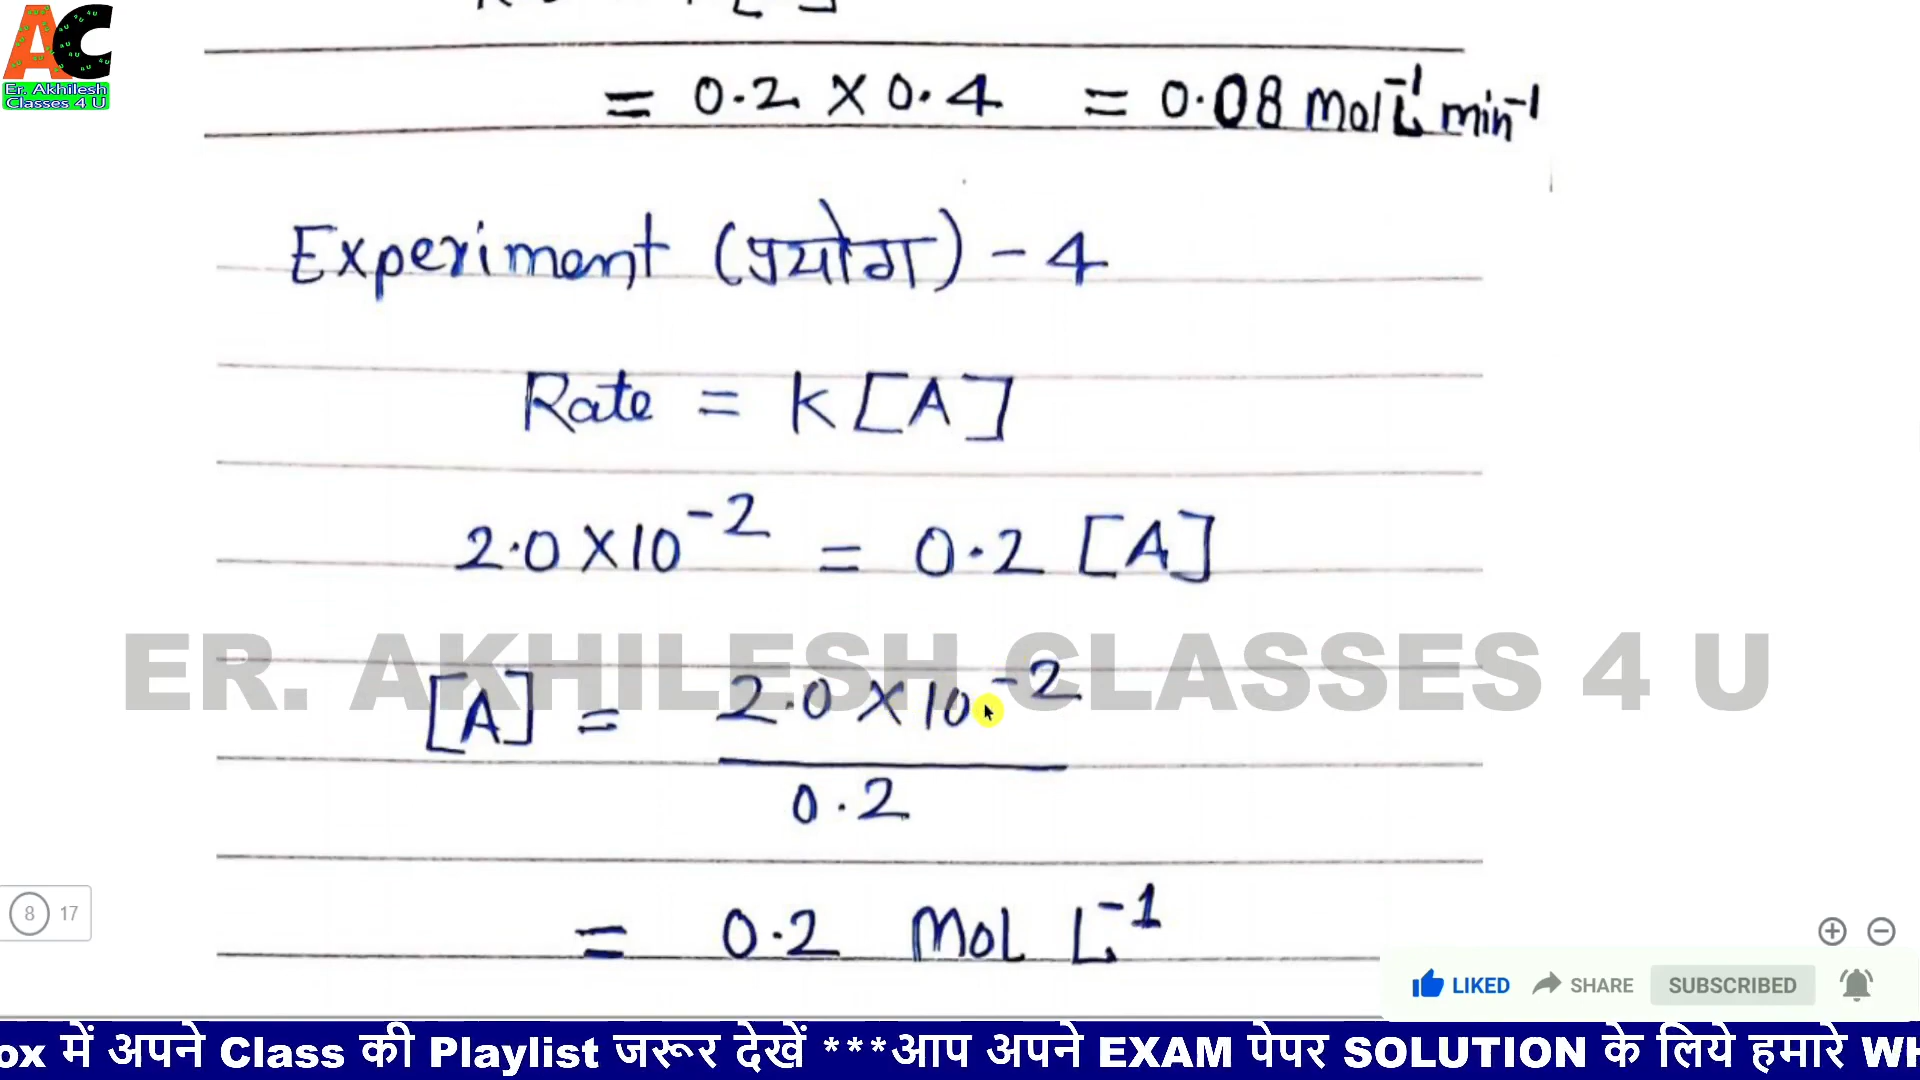 AC
Er. Akhilesh
Classes 4 U
= 0.2 × 0.4 = 0.08 mol L⁻¹ min⁻¹
Experiment (प्रयोग) - 4
Rate = K [A]
2.0 × 10⁻² = 0.2 [A]
ER. AKHILESH CLASSES 4 U
[A] = 2.0 × 10⁻²
0.2
= 0.2 Mol L⁻¹
8 17
LIKED SHARE SUBSCRIBED
ox में अपने Class की Playlist जरूर देखें ***आप अपने EXAM पेपर SOLUTION के लिये हमारे WH